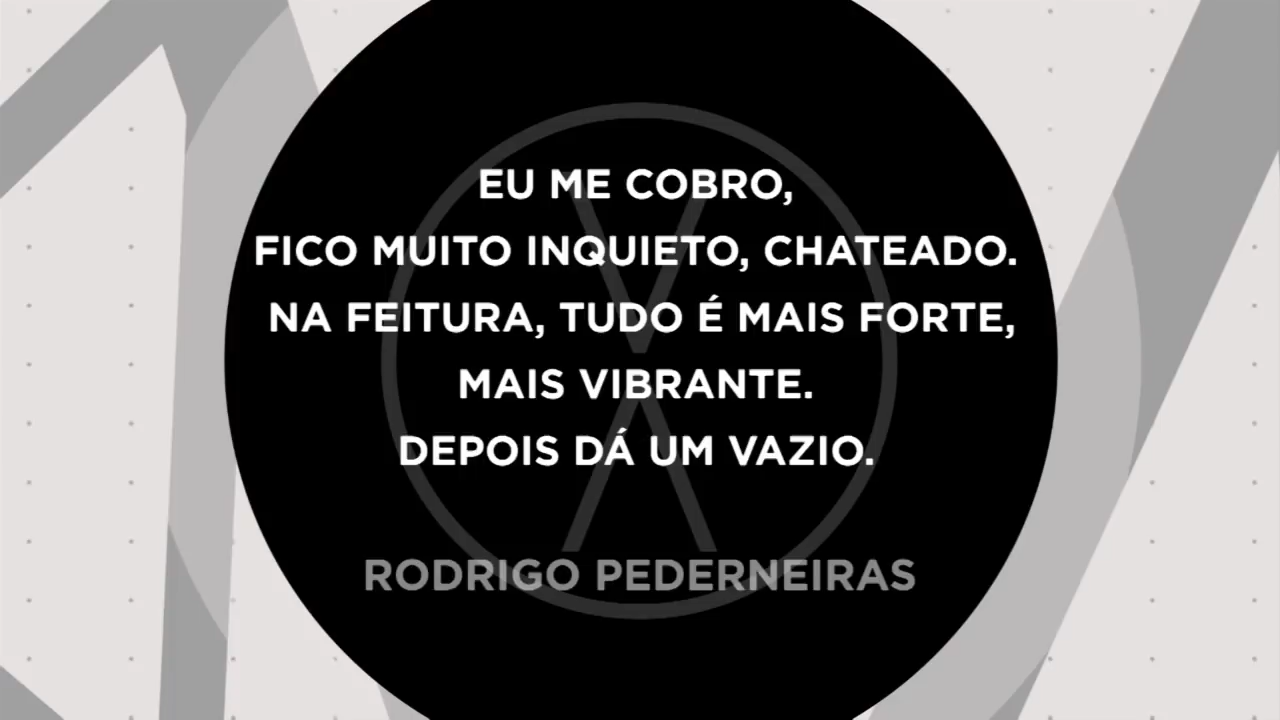 EU ME COBRO,
FICO MUITO INQUIETO, CHATEADO.
NA FEITURA, TUDO É MAIS FORTE,
MAIS VIBRANTE.
DEPOIS DÁ UM VAZIO.
RODRIGO PEDERNEIRAS